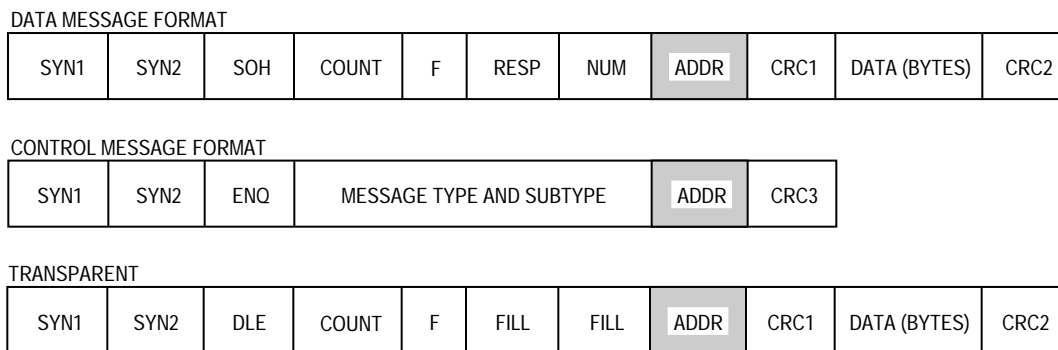 DATA MESSAGE FORMAT
SYN1 SYN2 SOH COUNT F RESP NUM ADDR CRC1 DATA (BYTES) CRC2
CONTROL MESSAGE FORMAT
SYN1 SYN2 ENQ MESSAGE TYPE AND SUBTYPE ADDR CRC3
TRANSPARENT
SYN1 SYN2 DLE COUNT F FILL FILL ADDR CRC1 DATA (BYTES) CRC2